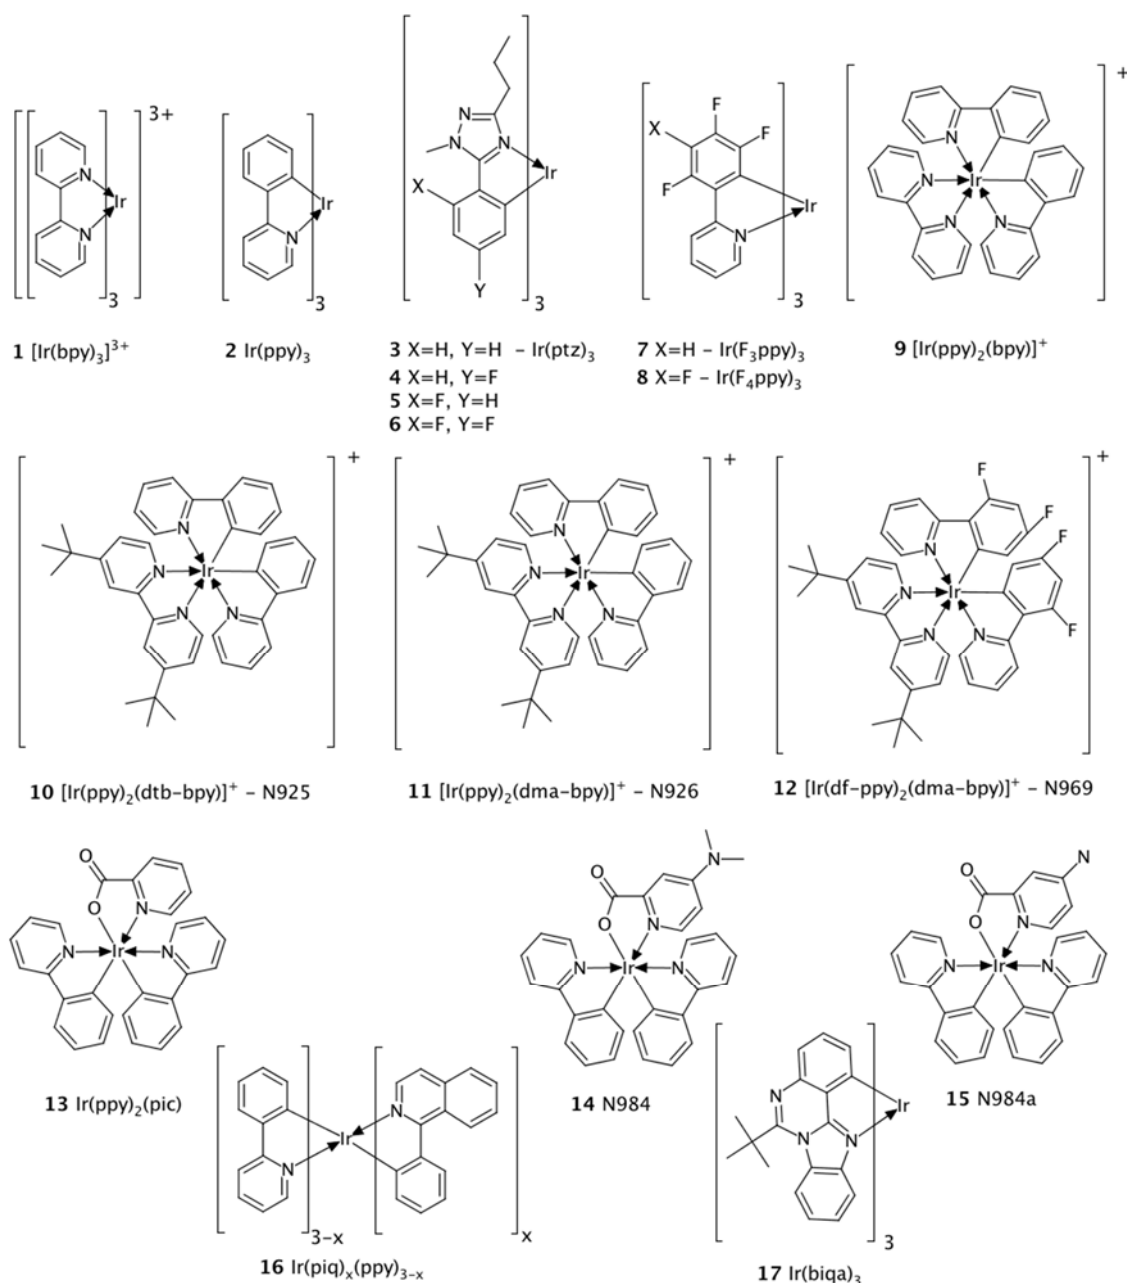 N
N
Ir
3
3+
1 [Ir(bpy)₃]³⁺
Ir
N
3
2 Ir(ppy)₃
N
N
N
Ir
X
Y
3
3 X=H, Y=H – Ir(ptz)₃
4 X=H, Y=F
5 X=F, Y=H
6 X=F, Y=F
F
X
F
F
Ir
N
3
7 X=H – Ir(F₃ppy)₃
8 X=F – Ir(F₄ppy)₃
+
N
N
Ir
N
N
9 [Ir(ppy)₂(bpy)]⁺
+
N
N
Ir
N
N
10 [Ir(ppy)₂(dtb-bpy)]⁺ – N925
+
N
N
Ir
N
N
11 [Ir(ppy)₂(dma-bpy)]⁺ – N926
+
F
F
F
F
N
N
Ir
N
N
12 [Ir(df-ppy)₂(dma-bpy)]⁺ – N969
O
O
N
N
Ir
N
13 Ir(ppy)₂(pic)
N
O
O
N
N
Ir
N
14 N984
N
O
O
N
N
Ir
N
15 N984a
N
Ir
N
3-x
x
16 Ir(piq)ₓ(ppy)₃₋ₓ
N
N
N
Ir
3
17 Ir(biqa)₃